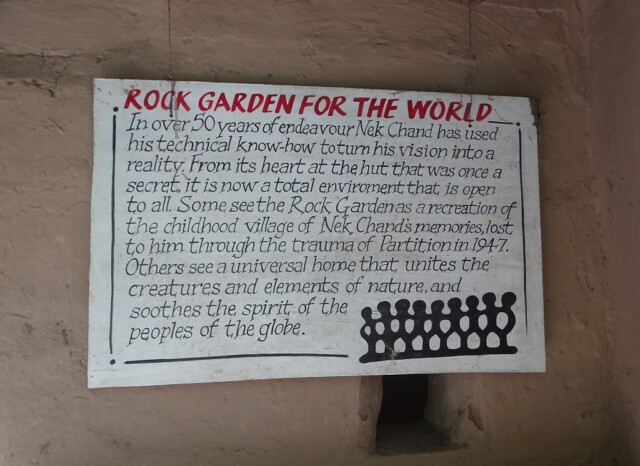 ROCK GARDEN FOR THE WORLD
In over 50 years of endeavour Nek Chand has used
his technical know-how to turn his vision into a
reality. From its heart at the hut that was once a
secret, it is now a total enviroment that is open
to all. Some see the Rock Garden as a recreation of
the childhood village of Nek Chand's memories, lost
to him through the trauma of Partition in 1947.
Others see a universal home that unites the
creatures and elements of nature, and
soothes the spirit of the
peoples of the globe.